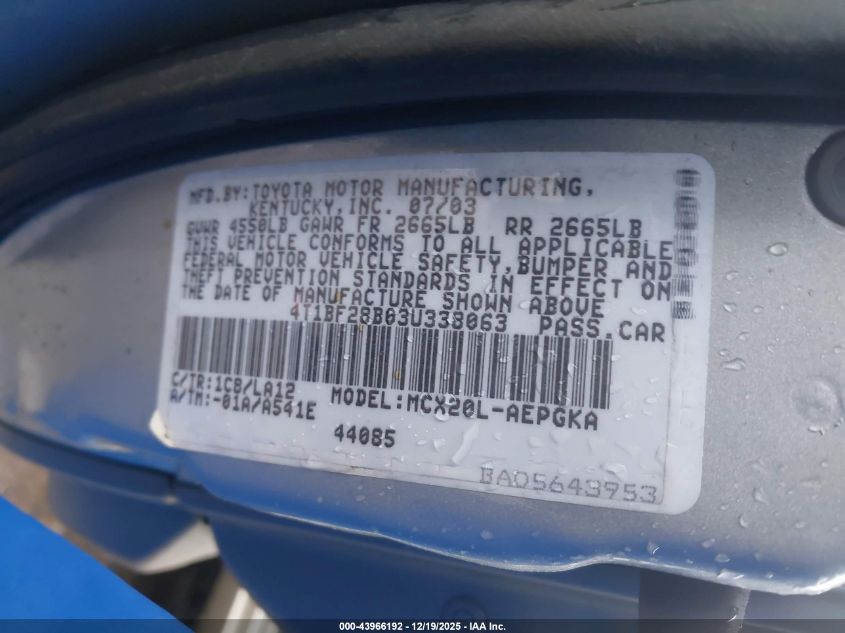 MFD.BY:TOYOTA MOTOR MANUFACTURING,
KENTUCKY,INC. 07/03
GVWR 4550LB GAWR FR 2665LB RR 2665LB
THIS VEHICLE CONFORMS TO ALL APPLICABLE
FEDERAL MOTOR VEHICLE SAFETY,BUMPER AND
THEFT PREVENTION STANDARDS IN EFFECT ON
THE DATE OF MANUFACTURE SHOWN ABOVE
4T1BF28B03U338063 PASS.CAR
C/TR:1C8/LA12 MODEL:MCX20L-AEPGKA
A/TM:-01A/A541E
44085
BA05643953
000-43966192 - 12/19/2025 - IAA Inc.